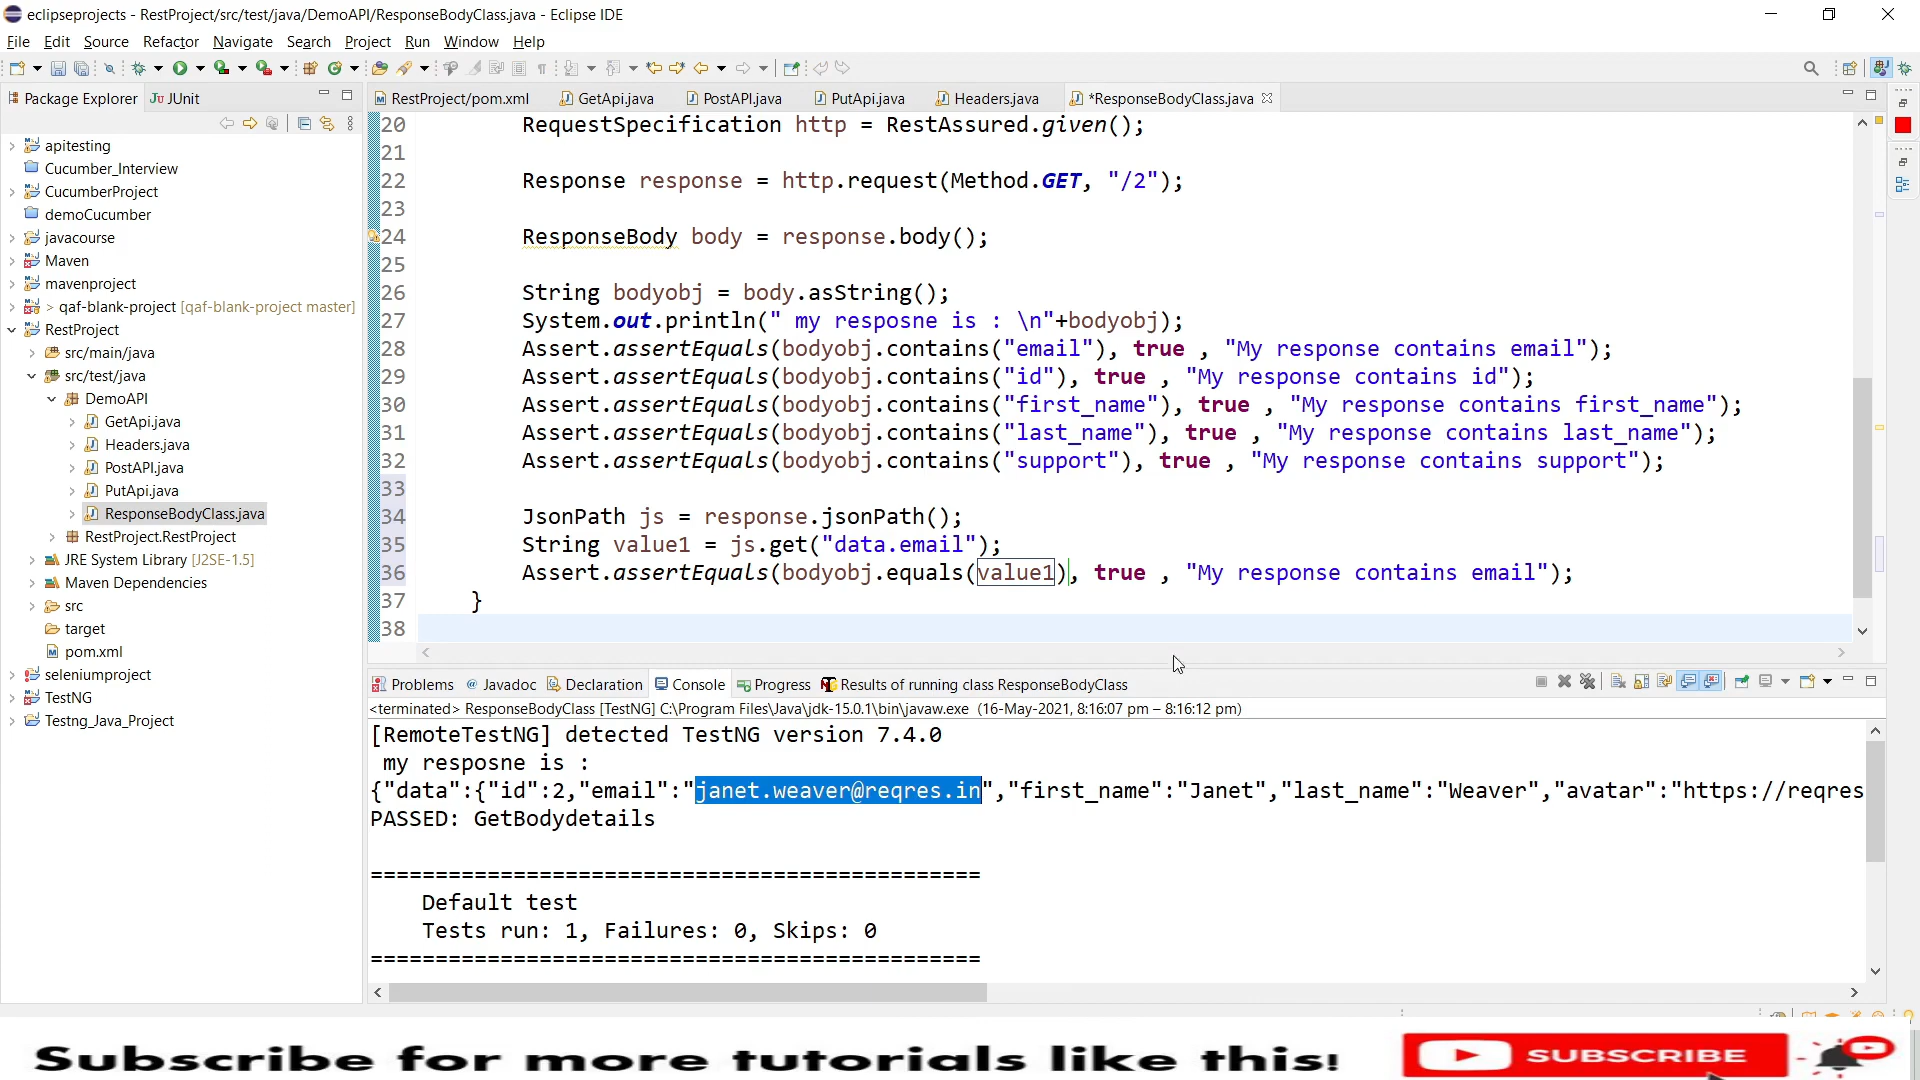 eclipseprojects - RestProject/src/test/java/DemoAPI/ResponseBodyClass.java - Eclipse IDE
File Edit Source Refactor Navigate Search Project Run Window Help
Package Explorer JUnit
RestProject/pom.xml GetApi.java PostAPI.java PutApi.java Headers.java *ResponseBodyClass.java
apitesting
Cucumber_Interview
CucumberProject
demoCucumber
javacourse
Maven
mavenproject
> qaf-blank-project [qaf-blank-project master]
RestProject
src/main/java
src/test/java
DemoAPI
GetApi.java
Headers.java
PostAPI.java
PutApi.java
ResponseBodyClass.java
RestProject.RestProject
JRE System Library [J2SE-1.5]
Maven Dependencies
src
target
pom.xml
seleniumproject
TestNG
Testng_Java_Project
20 RequestSpecification http = RestAssured.given();
21
22 Response response = http.request(Method.GET, "/2");
23
24 ResponseBody body = response.body();
25
26 String bodyobj = body.asString();
27 System.out.println(" my resposne is : \n"+bodyobj);
28 Assert.assertEquals(bodyobj.contains("email"), true , "My response contains email");
29 Assert.assertEquals(bodyobj.contains("id"), true , "My response contains id");
30 Assert.assertEquals(bodyobj.contains("first_name"), true , "My response contains first_name");
31 Assert.assertEquals(bodyobj.contains("last_name"), true , "My response contains last_name");
32 Assert.assertEquals(bodyobj.contains("support"), true , "My response contains support");
33
34 JsonPath js = response.jsonPath();
35 String value1 = js.get("data.email");
36 Assert.assertEquals(bodyobj.equals(value1), true , "My response contains email");
37 }
38
Problems @ Javadoc Declaration Console Progress Results of running class ResponseBodyClass
<terminated> ResponseBodyClass [TestNG] C:\Program Files\Java\jdk-15.0.1\bin\javaw.exe (16-May-2021, 8:16:07 pm – 8:16:12 pm)
[RemoteTestNG] detected TestNG version 7.4.0
my resposne is :
{"data":{"id":2,"email":"janet.weaver@reqres.in","first_name":"Janet","last_name":"Weaver","avatar":"https://reqres
PASSED: GetBodydetails
===============================================
Default test
Tests run: 1, Failures: 0, Skips: 0
===============================================
Subscribe for more tutorials like this! SUBSCRIBE